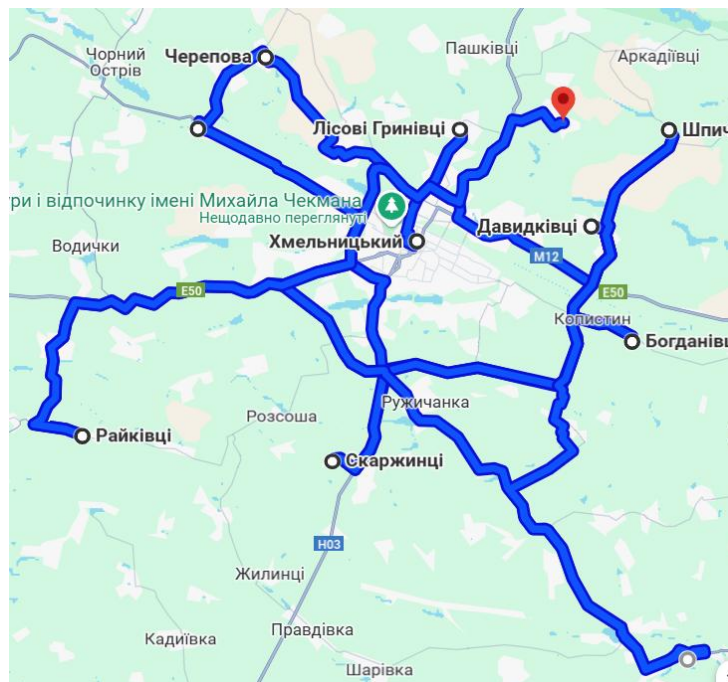 Пашківці
Чорний
Острів
Черепова
Аркадіївці
Лісові Гринівці
Шпич
ри і відпочинку імені Михайла Чекмана
Нещодавно переглянуті
Давидківці
Хмельницький
Водички
M12
E50
E50
Копистин
Богданівц
Ружичанка
Розсоша
Райківці
Скаржинці
H03
Жилинці
Правдівка
Кадиївка
Шарівка